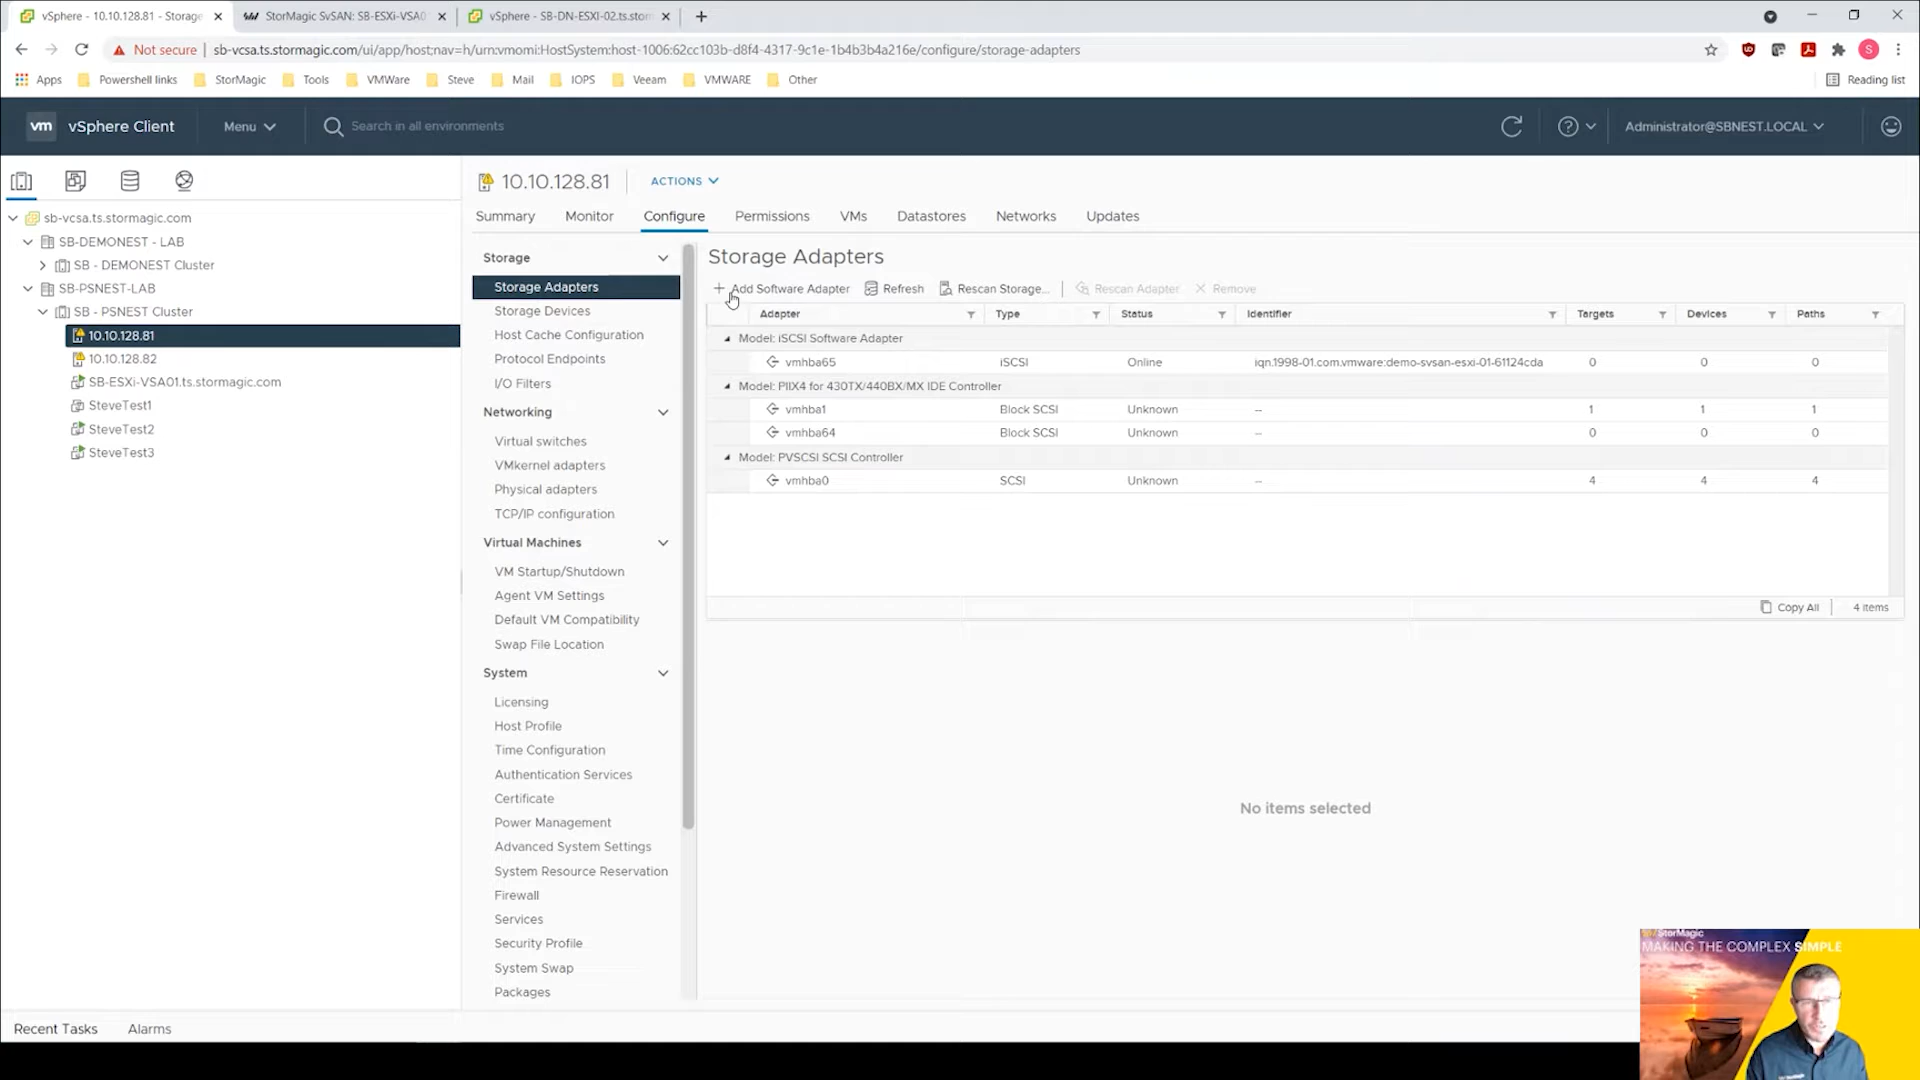 vSphere - 10.10.128.81 - Storage
StorMagic SvSAN: SB-ESXi-VSA0
vSphere - SB-DN-ESXI-02.ts.storm
Not secure
sb-vcsa.ts.stormagic.com/ui/app/host;nav=h/urn:vmomi:HostSystem:host-1006:62cc103b-d8f4-4317-9c1e-1b4b3b4a216e/configure/storage-adapters
S
Apps
Powershell links
StorMagic
Tools
VMWare
Steve
Mail
IOPS
Veeam
VMWARE
Other
Reading list
vm
vSphere Client
Menu
Search in all environments
Administrator@SBNEST.LOCAL
sb-vcsa.ts.stormagic.com
SB-DEMONEST - LAB
SB - DEMONEST Cluster
SB-PSNEST-LAB
SB - PSNEST Cluster
10.10.128.81
10.10.128.82
SB-ESXi-VSA01.ts.stormagic.com
SteveTest1
SteveTest2
SteveTest3
10.10.128.81
ACTIONS
Summary
Monitor
Configure
Permissions
VMs
Datastores
Networks
Updates
Storage
Storage Adapters
Storage Devices
Host Cache Configuration
Protocol Endpoints
I/O Filters
Networking
Virtual switches
VMkernel adapters
Physical adapters
TCP/IP configuration
Virtual Machines
VM Startup/Shutdown
Agent VM Settings
Default VM Compatibility
Swap File Location
System
Licensing
Host Profile
Time Configuration
Authentication Services
Certificate
Power Management
Advanced System Settings
System Resource Reservation
Firewall
Services
Security Profile
System Swap
Packages
Storage Adapters
+ Add Software Adapter Refresh Rescan Storage... Rescan Adapter Remove
Adapter Type Status Identifier Targets Devices Paths
Model: iSCSI Software Adapter
vmhba65 iSCSI Online iqn.1998-01.com.vmware:demo-svsan-esxi-01-61124cda 0 0 0
Model: PIIX4 for 430TX/440BX/MX IDE Controller
vmhba1 Block SCSI Unknown -- 1 1 1
vmhba64 Block SCSI Unknown -- 0 0 0
Model: PVSCSI SCSI Controller
vmhba0 SCSI Unknown -- 4 4 4
Copy All 4 items
No items selected
Recent Tasks Alarms
StorMagic
MAKING THE COMPLEX SIMPLE